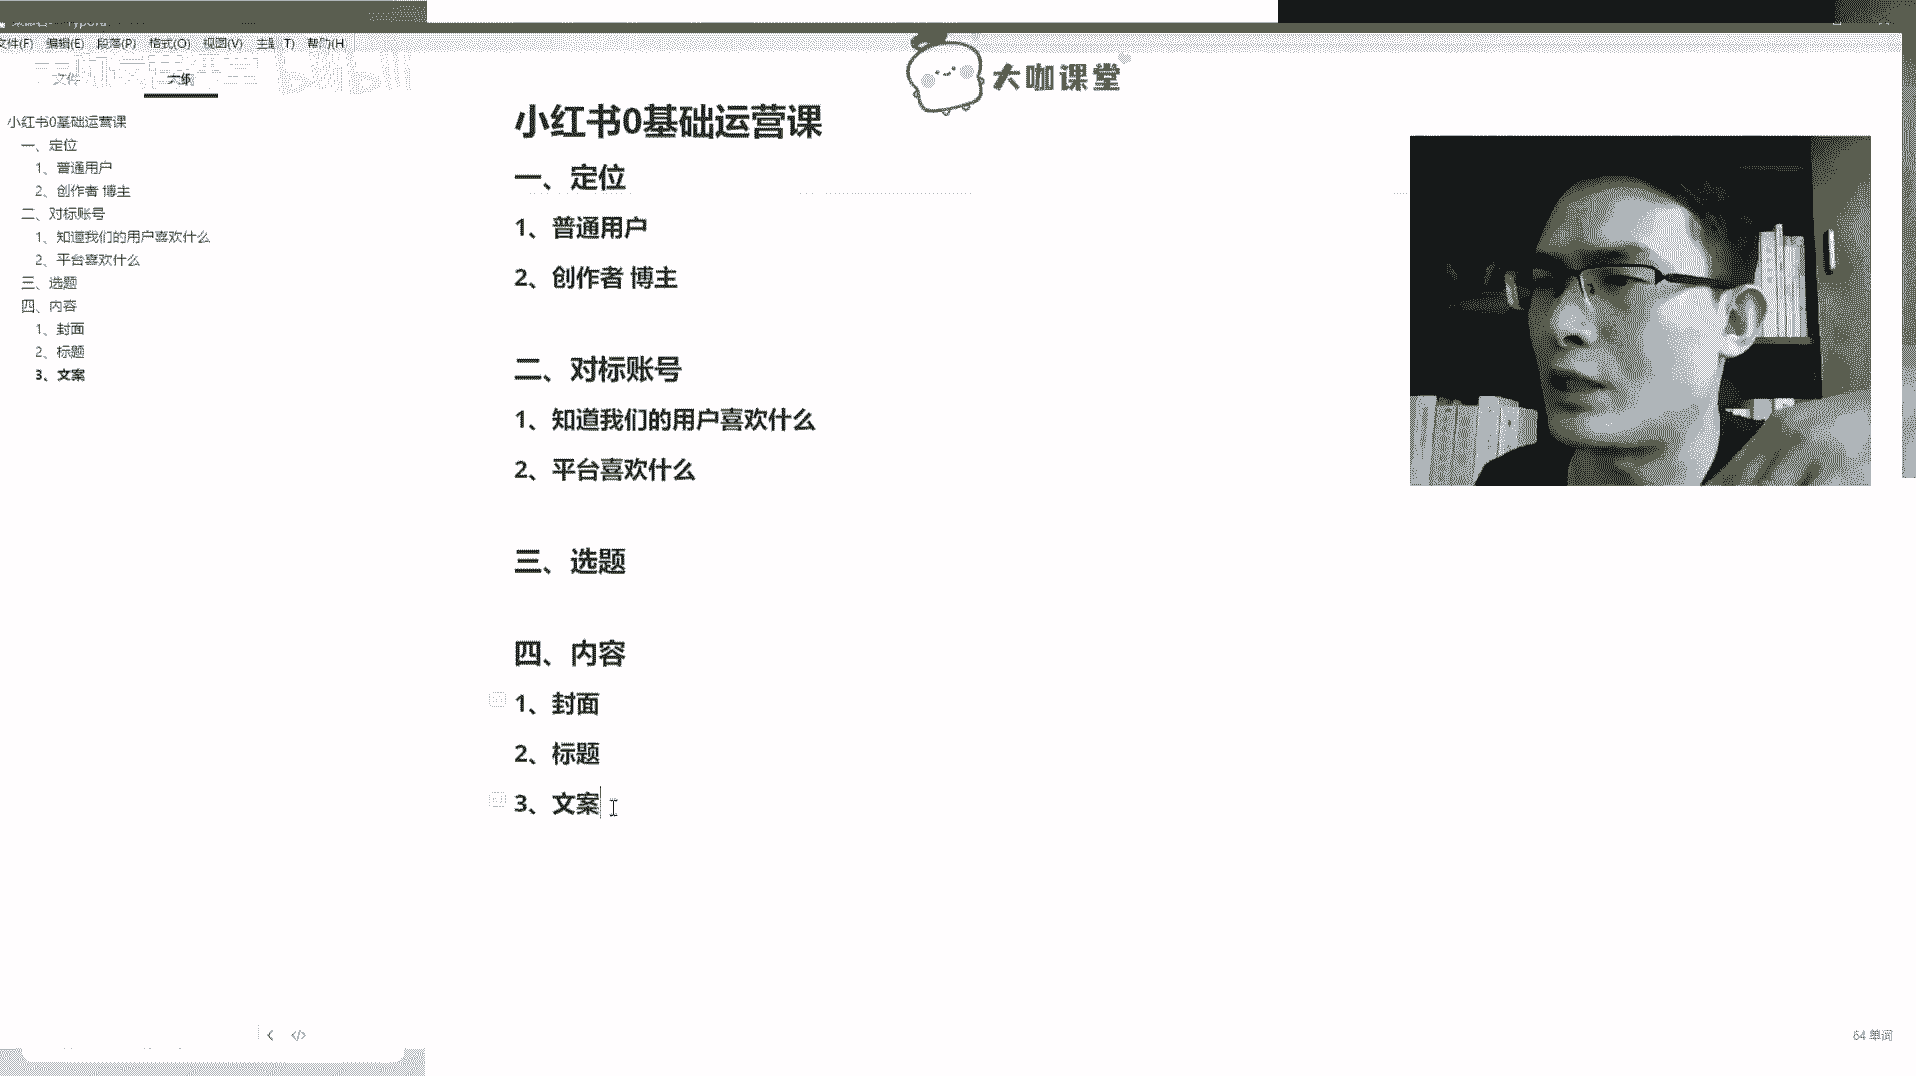 文件(F) 编辑(E) 段落(P) 格式(O) 视图(V) 主题(T) 帮助(H
文件 大纲
大咖课堂
小红书0基础运营课
一、定位
1、普通用户
2、创作者 博主
二、对标账号
1、知道我们的用户喜欢什么
2、平台喜欢什么
三、选题
四、内容
1、封面
2、标题
3、文案
小红书0基础运营课
一、定位
1、普通用户
2、创作者 博主
二、对标账号
1、知道我们的用户喜欢什么
2、平台喜欢什么
三、选题
四、内容
1、封面
2、标题
3、文案
64 单词